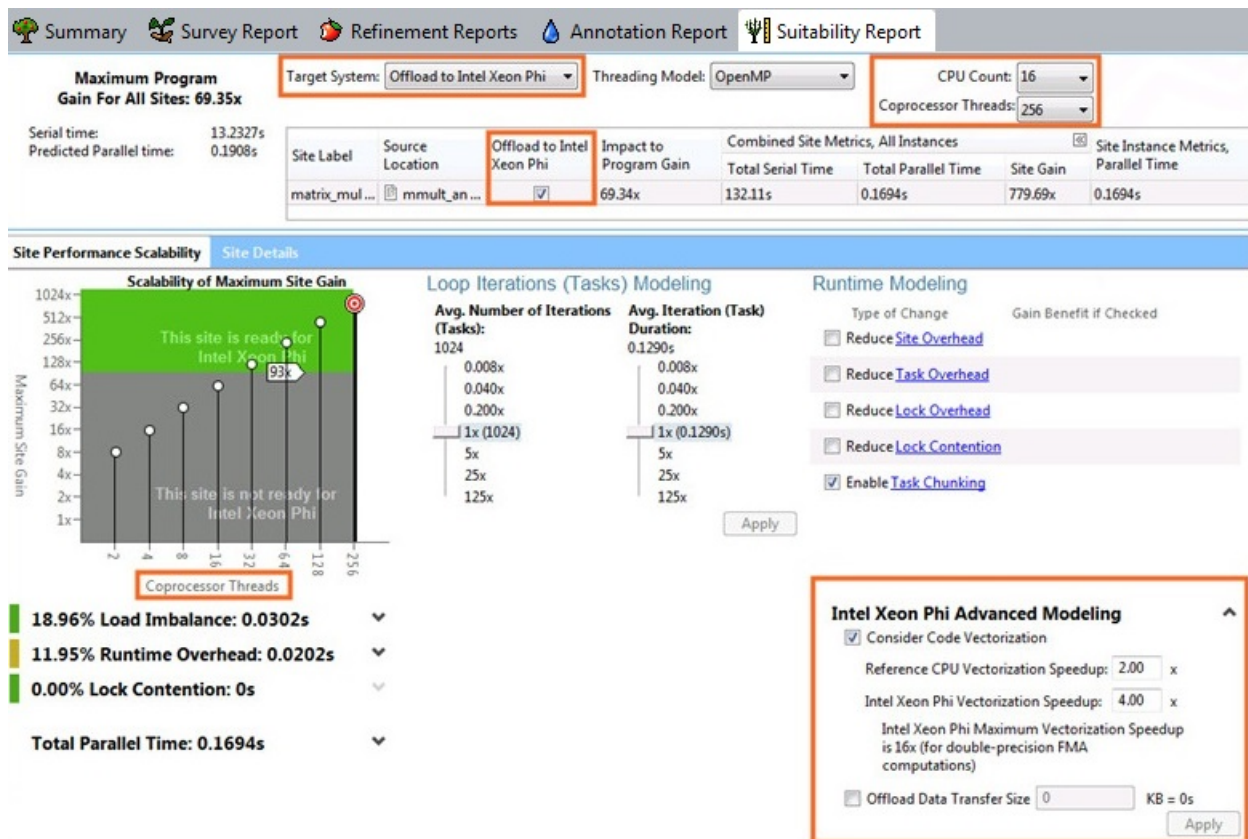 Summary Survey Report Refinement Reports Annotation Report Suitability Report
Maximum Program
Gain For All Sites: 69.35x
Serial time: 13.2327s
Predicted Parallel time: 0.1908s
Target System: Offload to Intel Xeon Phi Threading Model: OpenMP CPU Count: 16
Coprocessor Threads: 256
Site Label Source Location Offload to Intel Xeon Phi Impact to Program Gain Combined Site Metrics, All Instances Site Instance Metrics, Parallel Time
Total Serial Time Total Parallel Time Site Gain
matrix_mul ... mmult_an ... 69.34x 132.11s 0.1694s 779.69x 0.1694s
Site Performance Scalability Site Details
Scalability of Maximum Site Gain
Maximum Site Gain
1024x
512x
256x
128x
64x
32x
16x
8x
4x
2x
1x
This site is ready for
Intel Xeon Phi
93x
This site is not ready for
Intel Xeon Phi
2 4 8 16 32 64 128 256
Coprocessor Threads
18.96% Load Imbalance: 0.0302s
11.95% Runtime Overhead: 0.0202s
0.00% Lock Contention: 0s
Total Parallel Time: 0.1694s
Loop Iterations (Tasks) Modeling
Avg. Number of Iterations
(Tasks):
1024
0.008x
0.040x
0.200x
1x (1024)
5x
25x
125x
Avg. Iteration (Task)
Duration:
0.1290s
0.008x
0.040x
0.200x
1x (0.1290s)
5x
25x
125x
Apply
Runtime Modeling
Type of Change Gain Benefit if Checked
Reduce Site Overhead
Reduce Task Overhead
Reduce Lock Overhead
Reduce Lock Contention
Enable Task Chunking
Intel Xeon Phi Advanced Modeling
Consider Code Vectorization
Reference CPU Vectorization Speedup: 2.00 x
Intel Xeon Phi Vectorization Speedup: 4.00 x
Intel Xeon Phi Maximum Vectorization Speedup
is 16x (for double-precision FMA
computations)
Offload Data Transfer Size 0 KB = 0s
Apply